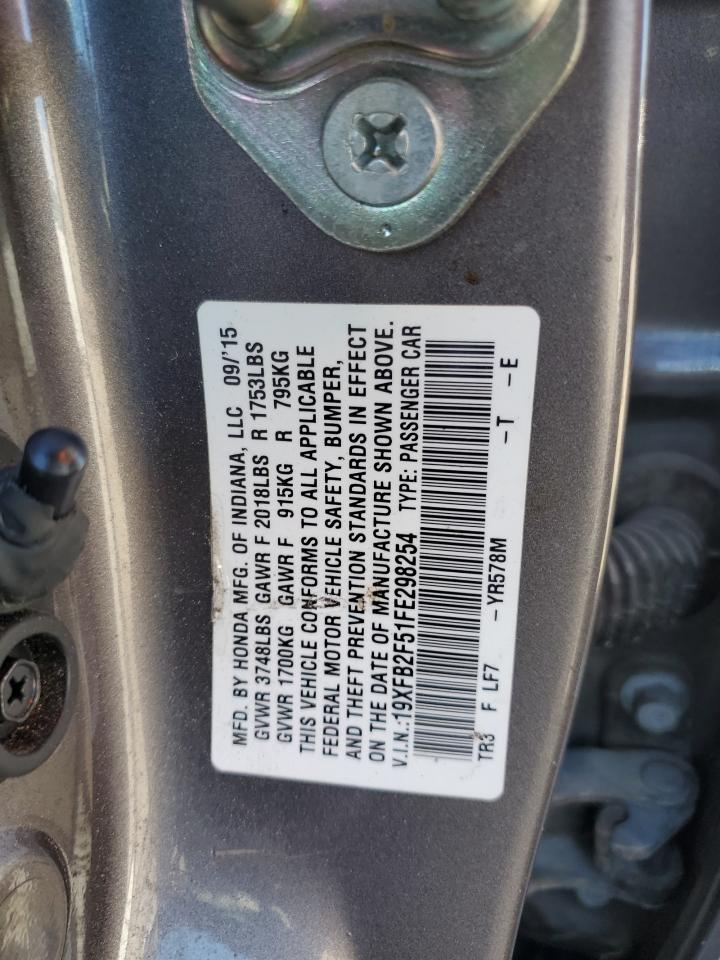 MFD. BY HONDA MFG. OF INDIANA, LLC 09/'15
GVWR 3748LBS GAWR F 2018LBS R 1753LBS
GVWR 1700KG GAWR F 915KG R 795KG
THIS VEHICLE CONFORMS TO ALL APPLICABLE
FEDERAL MOTOR VEHICLE SAFETY, BUMPER,
AND THEFT PREVENTION STANDARDS IN EFFECT
ON THE DATE OF MANUFACTURE SHOWN ABOVE.
V.I.N.:19XFB2F51FE298254 TYPE: PASSENGER CAR
TR3 F LF7 -YR578M -T -E